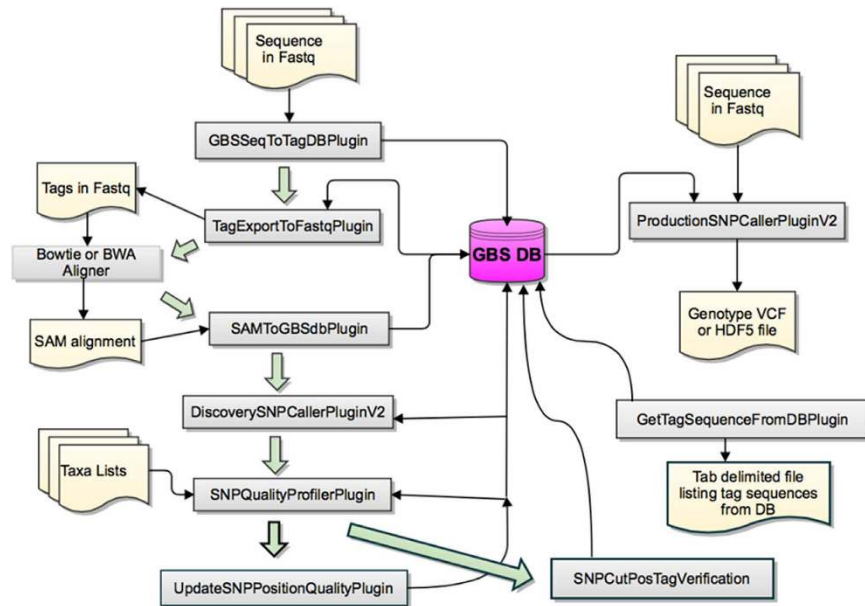 Sequence
in Fastq
GBSSeqToTagDBPlugin
Tags in Fastq
TagExportToFastqPlugin
Bowtie or BWA
Aligner
SAM alignment
SAMToGBSdbPlugin
DiscoverySNPCallerPluginV2
Taxa Lists
SNPQualityProfilerPlugin
UpdateSNPPositionQualityPlugin
GBS DB
Sequence
in Fastq
ProductionSNPCallerPluginV2
Genotype VCF
or HDF5 file
GetTagSequenceFromDBPlugin
Tab delimited file
listing tag sequences
from DB
SNPCutPosTagVerification